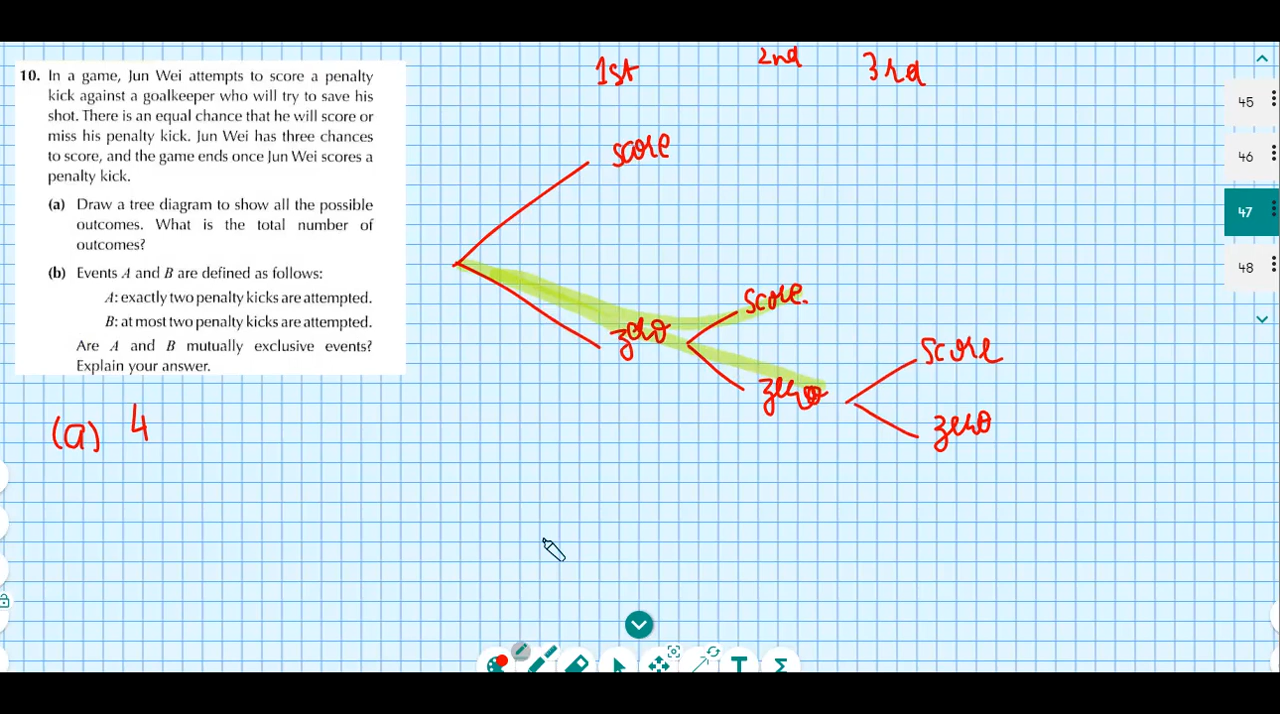 10. In a game, Jun Wei attempts to score a penalty
kick against a goalkeeper who will try to save his
shot. There is an equal chance that he will score or
miss his penalty kick. Jun Wei has three chances
to score, and the game ends once Jun Wei scores a
penalty kick.
(a) Draw a tree diagram to show all the possible
outcomes. What is the total number of
outcomes?
(b) Events A and B are defined as follows:
A: exactly two penalty kicks are attempted.
B: at most two penalty kicks are attempted.
Are A and B mutually exclusive events?
Explain your answer.
(a) 4
1st 2nd 3rd
score
score.
zero
score
zero
zero
45
46
47
48
T
Σ